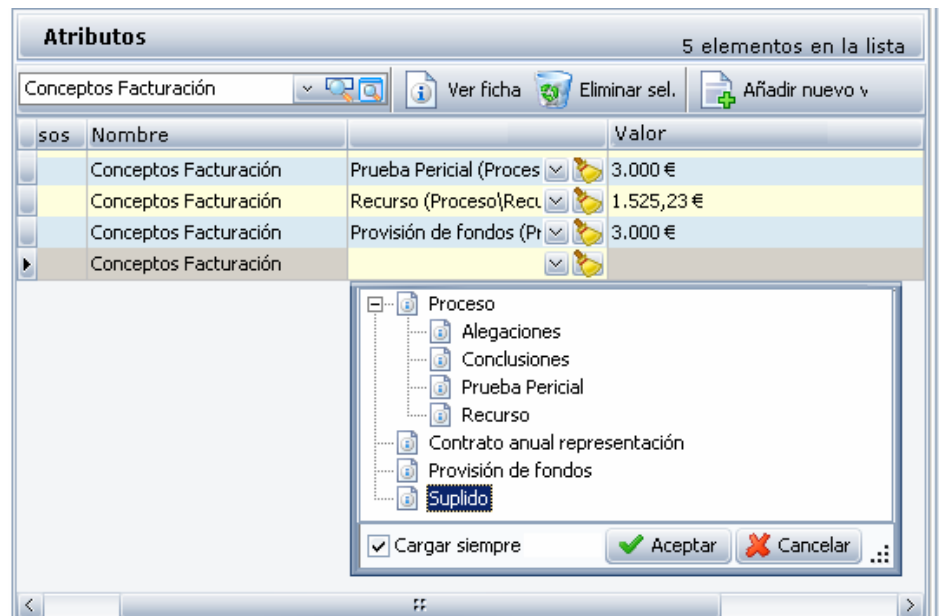 Atributos
5 elementos en la lista
Conceptos Facturación Ver ficha Eliminar sel. Añadir nuevo v
sos Nombre Valor
Conceptos Facturación Prueba Pericial (Proces 3.000 €
Conceptos Facturación Recurso (Proceso\Recu 1.525,23 €
Conceptos Facturación Provisión de fondos (Pr 3.000 €
Conceptos Facturación
Proceso
Alegaciones
Conclusiones
Prueba Pericial
Recurso
Contrato anual representación
Provisión de fondos
Suplido
Cargar siempre Aceptar Cancelar